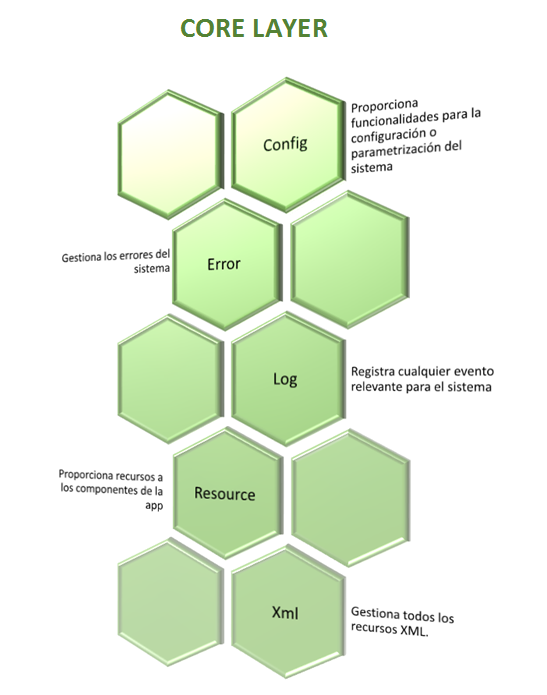 CORE LAYER
Config
Proporciona
funcionalidades para la
configuración o
parametrización del
sistema
Gestiona los errores del
sistema
Error
Log
Registra cualquier evento
relevante para el sistema
Proporciona recursos a
los componentes de la
app
Resource
Xml
Gestiona todos los
recursos XML.